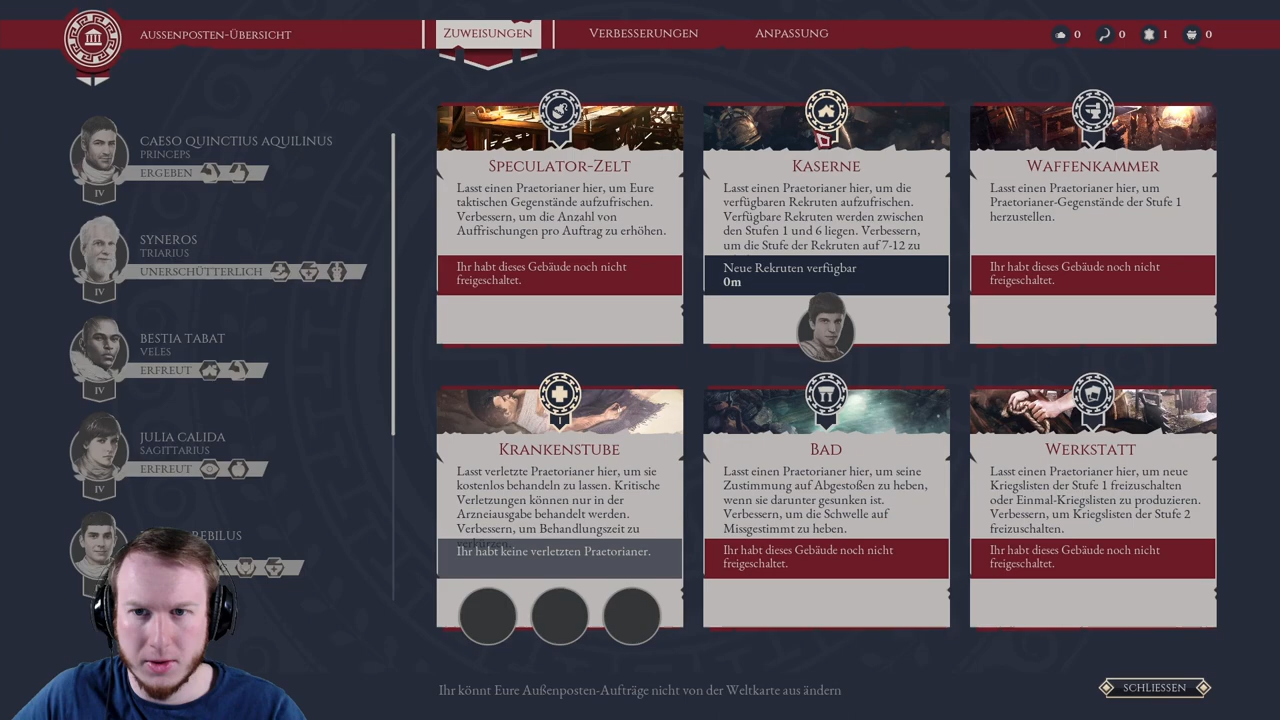 Aussenposten-Übersicht
Zuweisungen
Verbesserungen
Anpassung
0
0
1
0
Caeso Quinctius Aquilinus
Princeps
Ergeben
IV
Syneros
Triarius
Unerschütterlich
IV
Bestia Tabat
Veles
Erfreut
IV
Julia Calida
Sagittarius
Erfreut
IV
Speculator-Zelt
Lasst einen Praetorianer hier, um Eure
taktischen Gegenstände aufzufrischen.
Verbessern, um die Anzahl von
Auffrischungen pro Auftrag zu erhöhen.
Ihr habt dieses Gebäude noch nicht
freigeschaltet.
Kaserne
Lasst einen Praetorianer hier, um die
verfügbaren Rekruten aufzufrischen.
Verfügbare Rekruten werden zwischen
den Stufen 1 und 6 liegen. Verbessern,
um die Stufe der Rekruten auf 7-12 zu
Neue Rekruten verfügbar
0m
Waffenkammer
Lasst einen Praetorianer hier, um
Praetorianer-Gegenstände der Stufe 1
herzustellen.
Ihr habt dieses Gebäude noch nicht
freigeschaltet.
I
Krankenstube
Lasst verletzte Praetorianer hier, um sie
kostenlos behandeln zu lassen. Kritische
Verletzungen können nur in der
Arzneiausgabe behandelt werden.
Verbessern, um Behandlungszeit zu
verkürzen.
Ihr habt keine verletzten Praetorianer.
Bad
Lasst einen Praetorianer hier, um seine
Zustimmung auf Abgestoßen zu heben,
wenn sie darunter gesunken ist.
Verbessern, um die Schwelle auf
Missgestimmt zu heben.
Ihr habt dieses Gebäude noch nicht
freigeschaltet.
Werkstatt
Lasst einen Praetorianer hier, um neue
Kriegslisten der Stufe 1 freizuschalten
oder Einmal-Kriegslisten zu produzieren.
Verbessern, um Kriegslisten der Stufe 2
freizuschalten.
Ihr habt dieses Gebäude noch nicht
freigeschaltet.
Ihr könnt Eure Außenposten-Aufträge nicht von der Weltkarte aus ändern
Schliessen